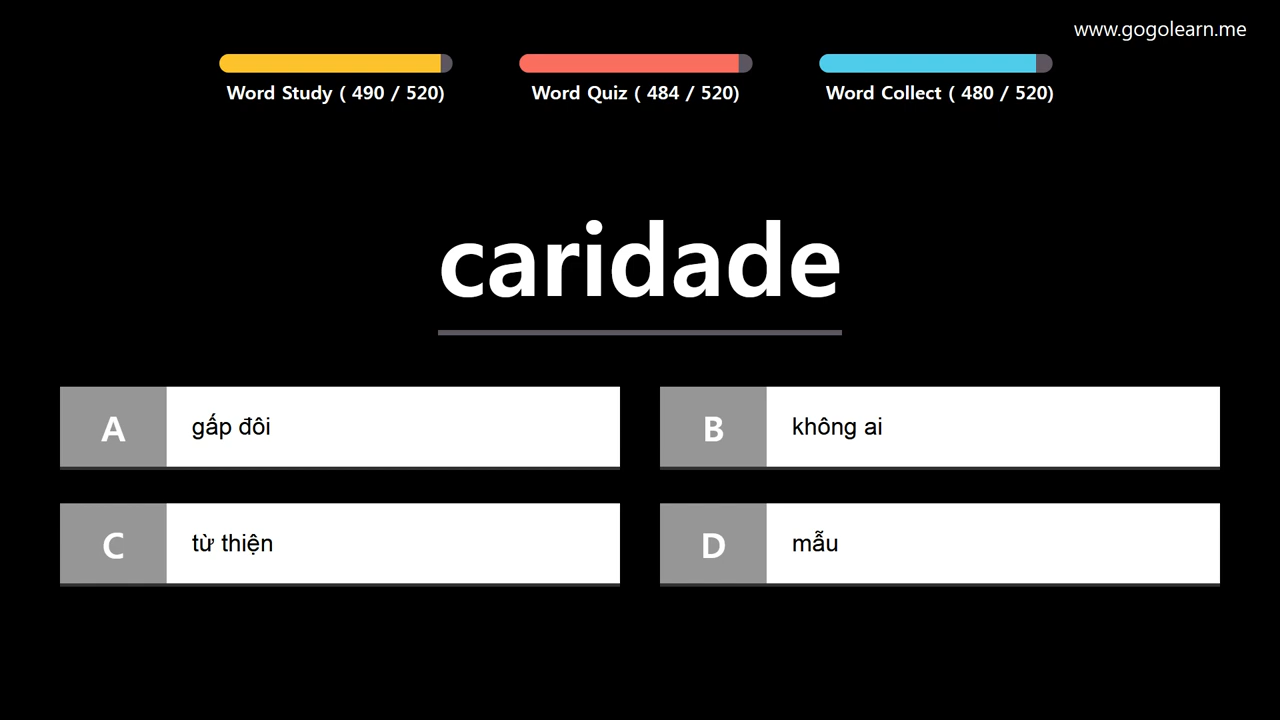 www.gogolearn.me
Word Study ( 490 / 520)
Word Quiz ( 484 / 520)
Word Collect ( 480 / 520)
caridade
A gấp đôi
B không ai
C từ thiện
D mẫu